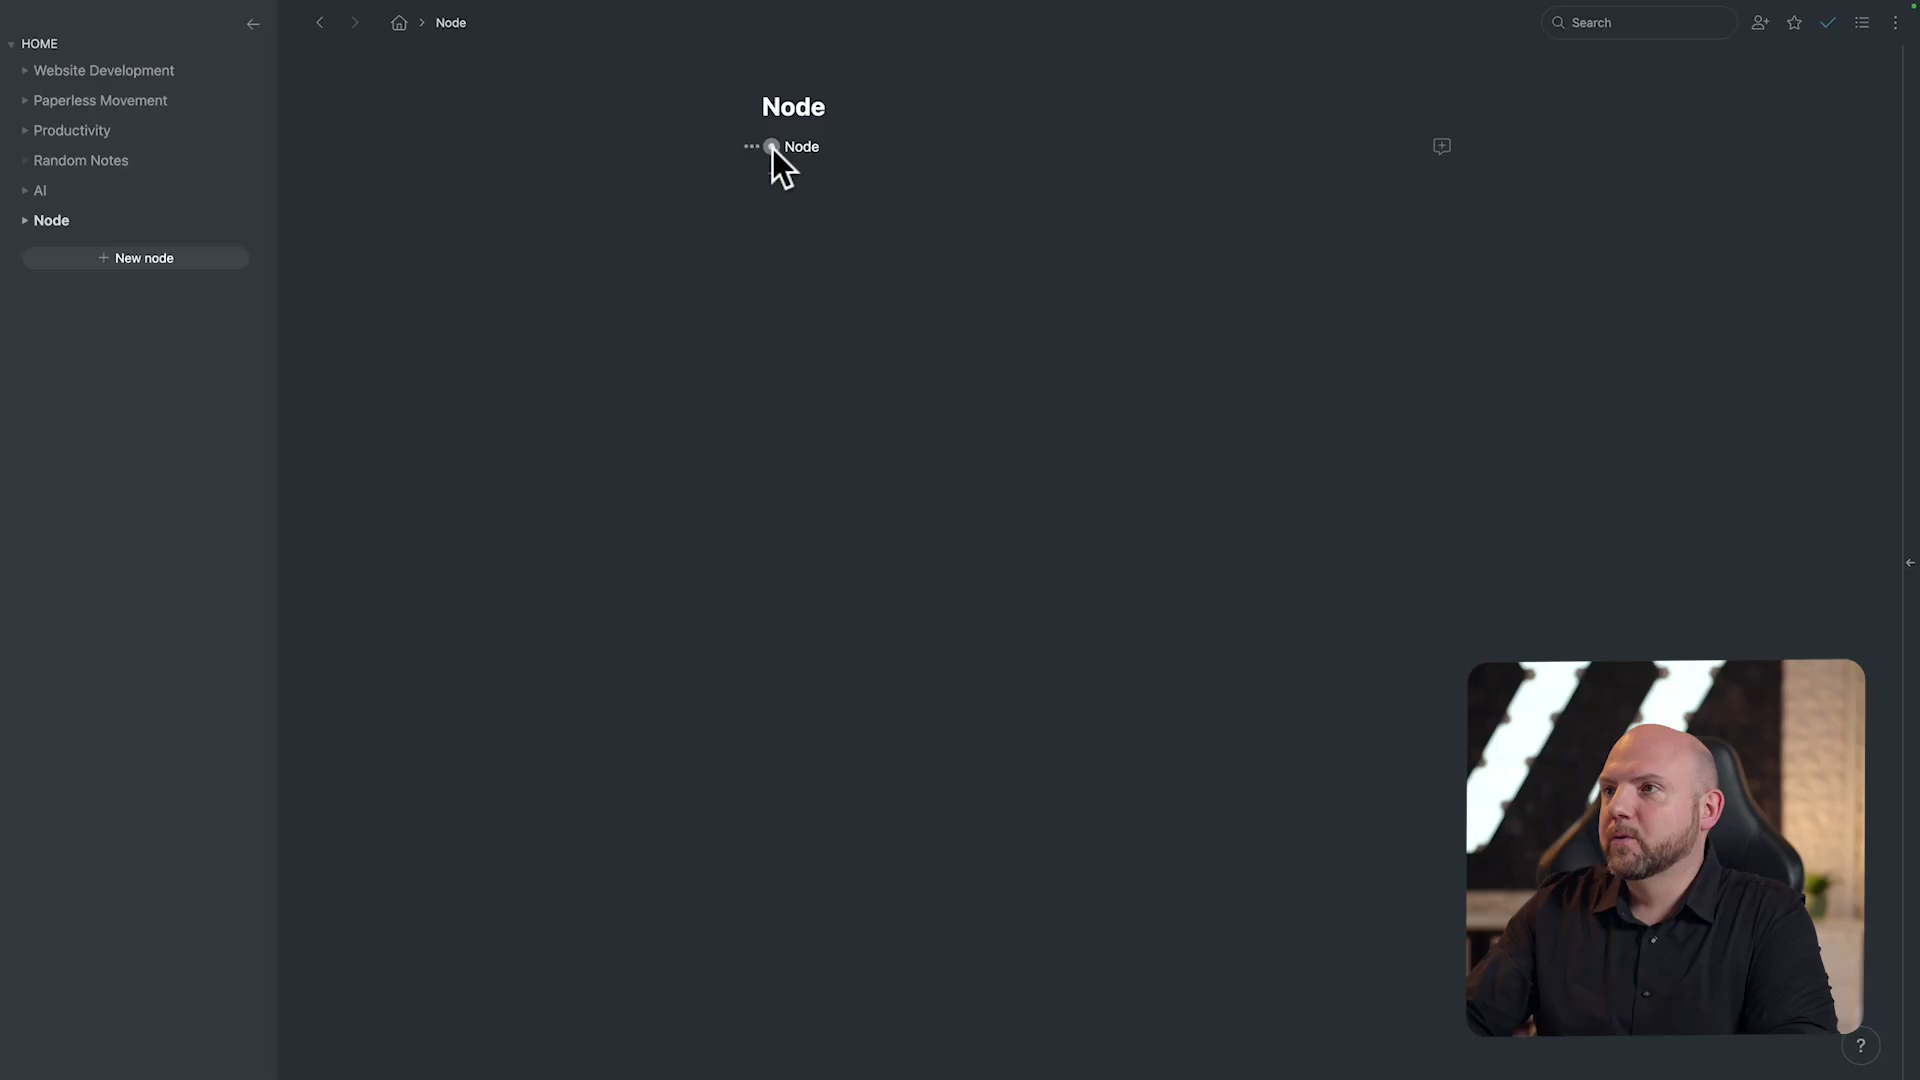 HOME
Website Development
Paperless Movement
Productivity
Random Notes
AI
Node
+ New node
Node
Search
Node
Node
?